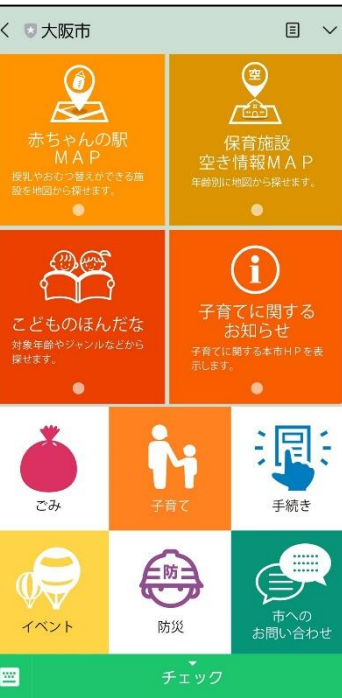 大阪市
赤ちゃんの駅
MAP
授乳やおむつ替えができる施
設を地図から探せます。
空
保育施設
空き情報MAP
年齢別に地図から探せます。
こどものほんだな
対象年齢やジャンルなどから
探せます。
子育てに関する
お知らせ
子育てに関する本市HPを表
示します。
ごみ
子育て
手続き
イベント
防
防災
市への
お問い合わせ
チェック